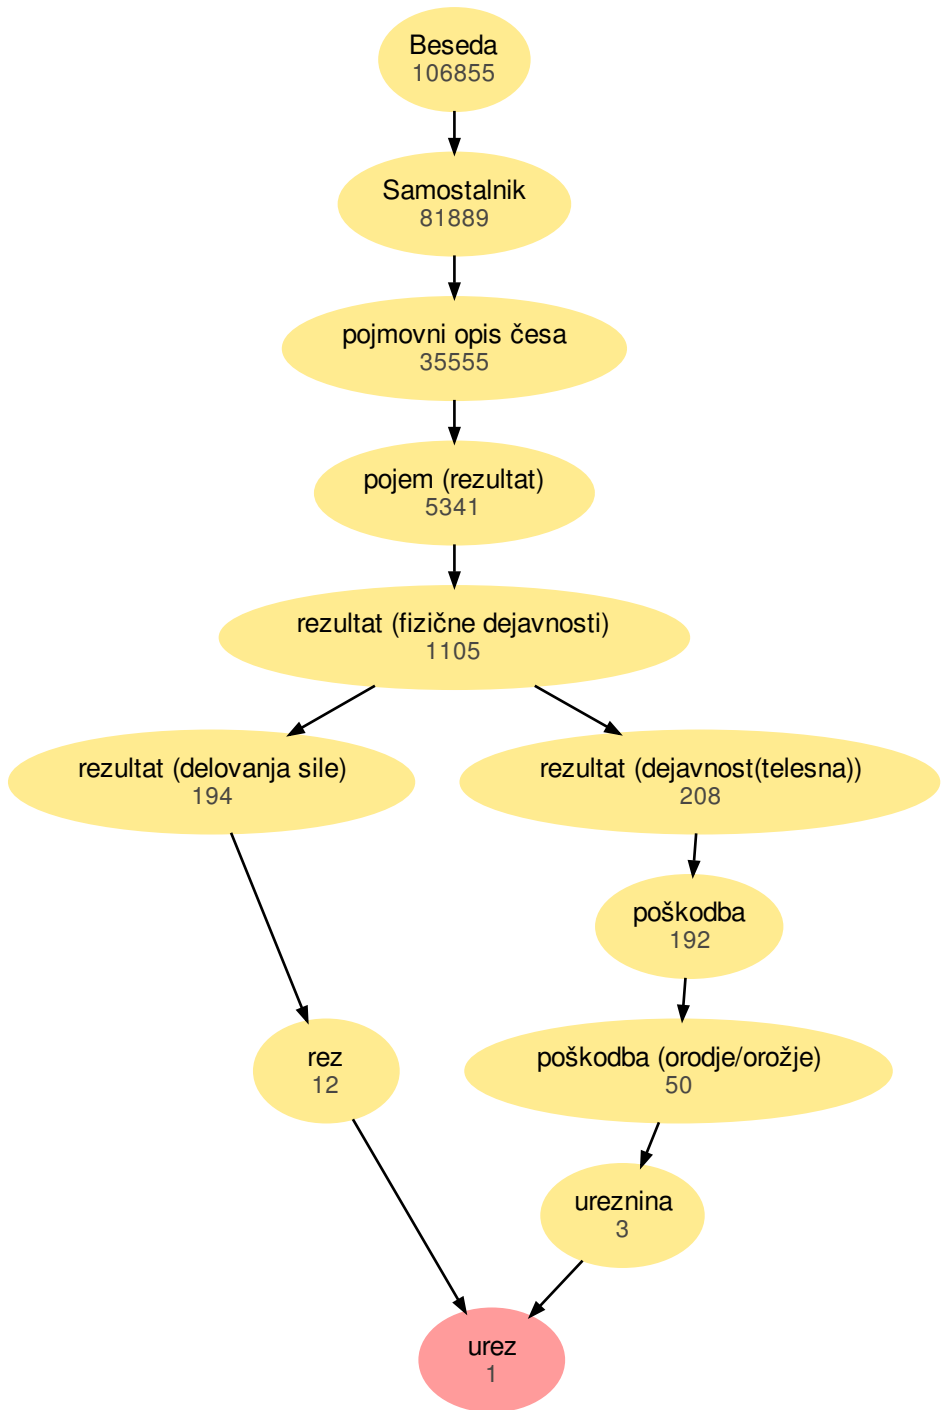 Beseda
106855
Samostalnik
81889
pojmovni opis česa
35555
pojem (rezultat)
5341
rezultat (fizične dejavnosti)
1105
rezultat (delovanja sile)
194
rezultat (dejavnost(telesna))
208
poškodba
192
rez
12
poškodba (orodje/orožje)
50
ureznina
3
urez
1